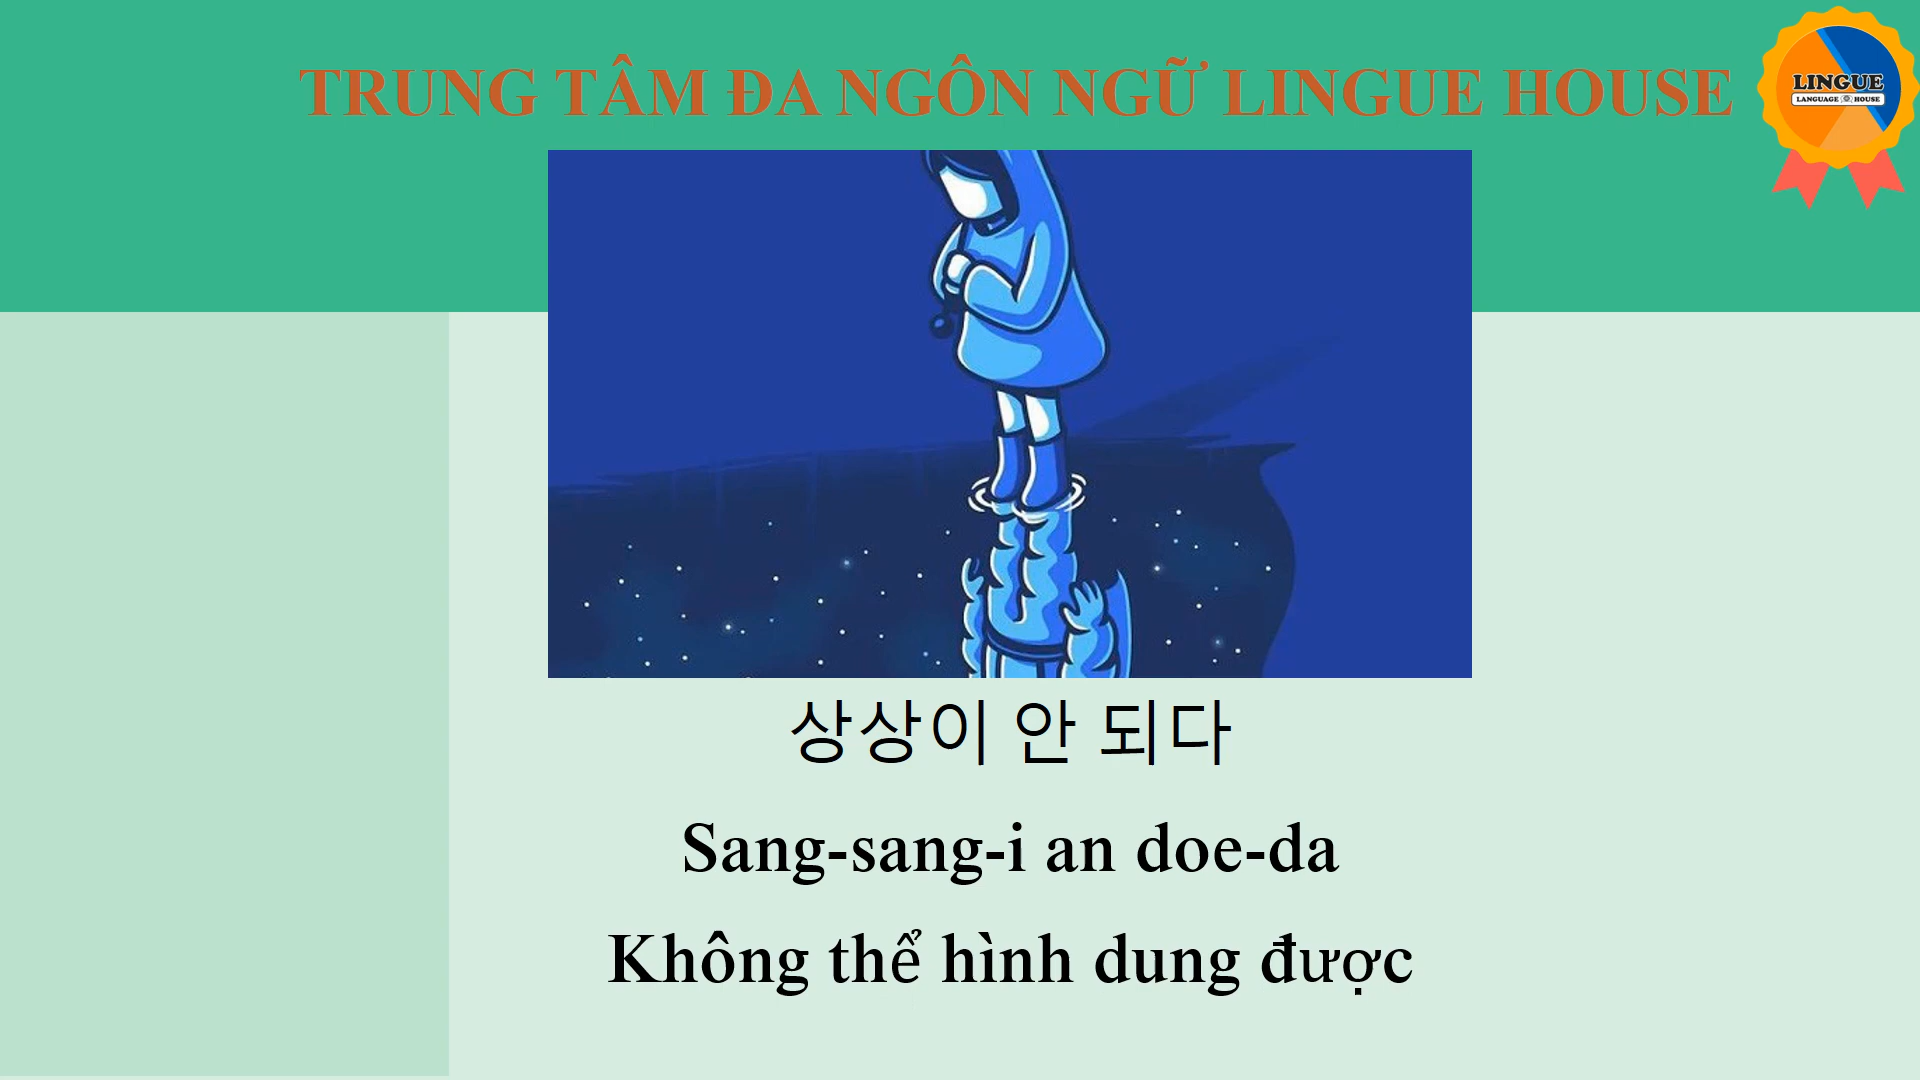 TRUNG TÂM ĐA NGÔN NGỮ LINGUE HOUSE
LINGUE
LANGUAGE HOUSE
상상이 안 되다
Sang-sang-i an doe-da
Không thể hình dung được